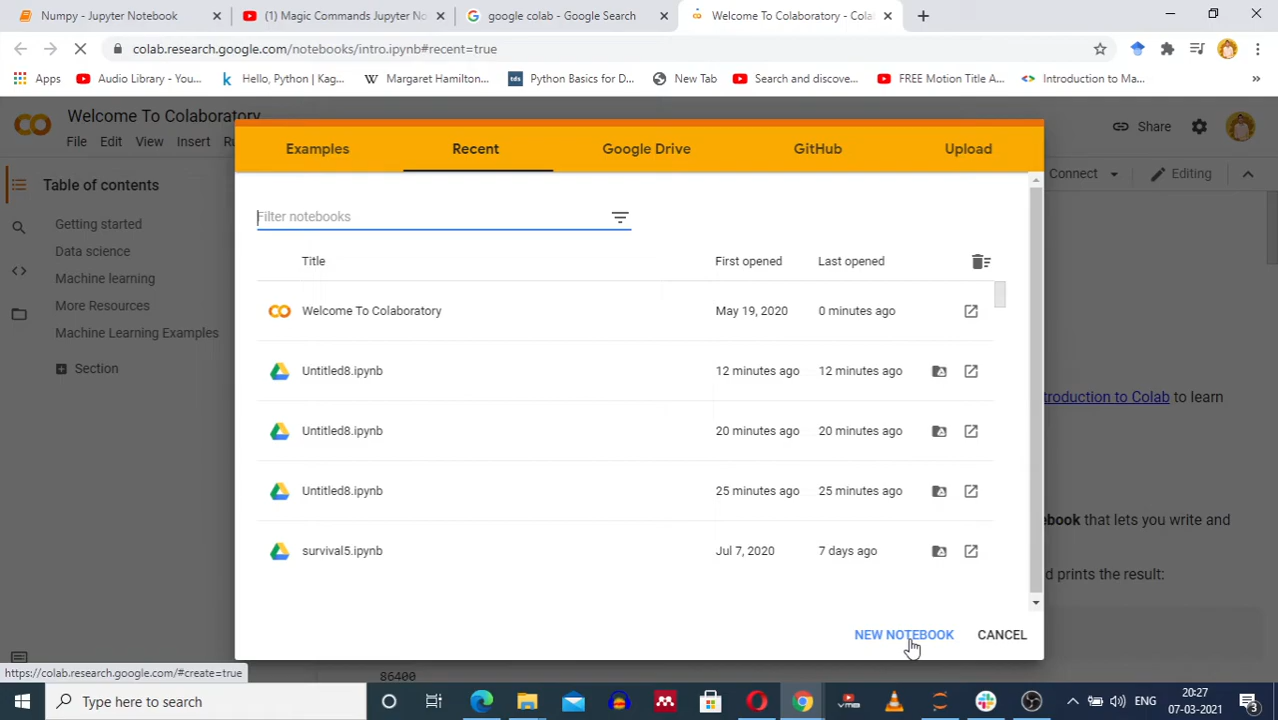 Numpy - Jupyter Notebook
(1) Magic Commands Jupyter No
google colab - Google Search
Welcome To Colaboratory - Cola
colab.research.google.com/notebooks/intro.ipynb#recent=true
Apps
Audio Library - You...
Hello, Python | Kag...
Margaret Hamilton...
Python Basics for D...
New Tab
Search and discove...
FREE Motion Title A...
Introduction to Ma...
Welcome To Colaboratory
File Edit View Insert Ru
Share
Examples
Recent
Google Drive
GitHub
Upload
Connect
Editing
Table of contents
Getting started
Data science
Machine learning
More Resources
Machine Learning Examples
Section
Filter notebooks
Title First opened Last opened
Welcome To Colaboratory May 19, 2020 0 minutes ago
Untitled8.ipynb 12 minutes ago 12 minutes ago
Untitled8.ipynb 20 minutes ago 20 minutes ago
Untitled8.ipynb 25 minutes ago 25 minutes ago
survival5.ipynb Jul 7, 2020 7 days ago
NEW NOTEBOOK CANCEL
troduction to Colab to learn
ebook that lets you write and
d prints the result:
86400
https://colab.research.google.com/#create=true
Type here to search
ENG
20:27
07-03-2021
3